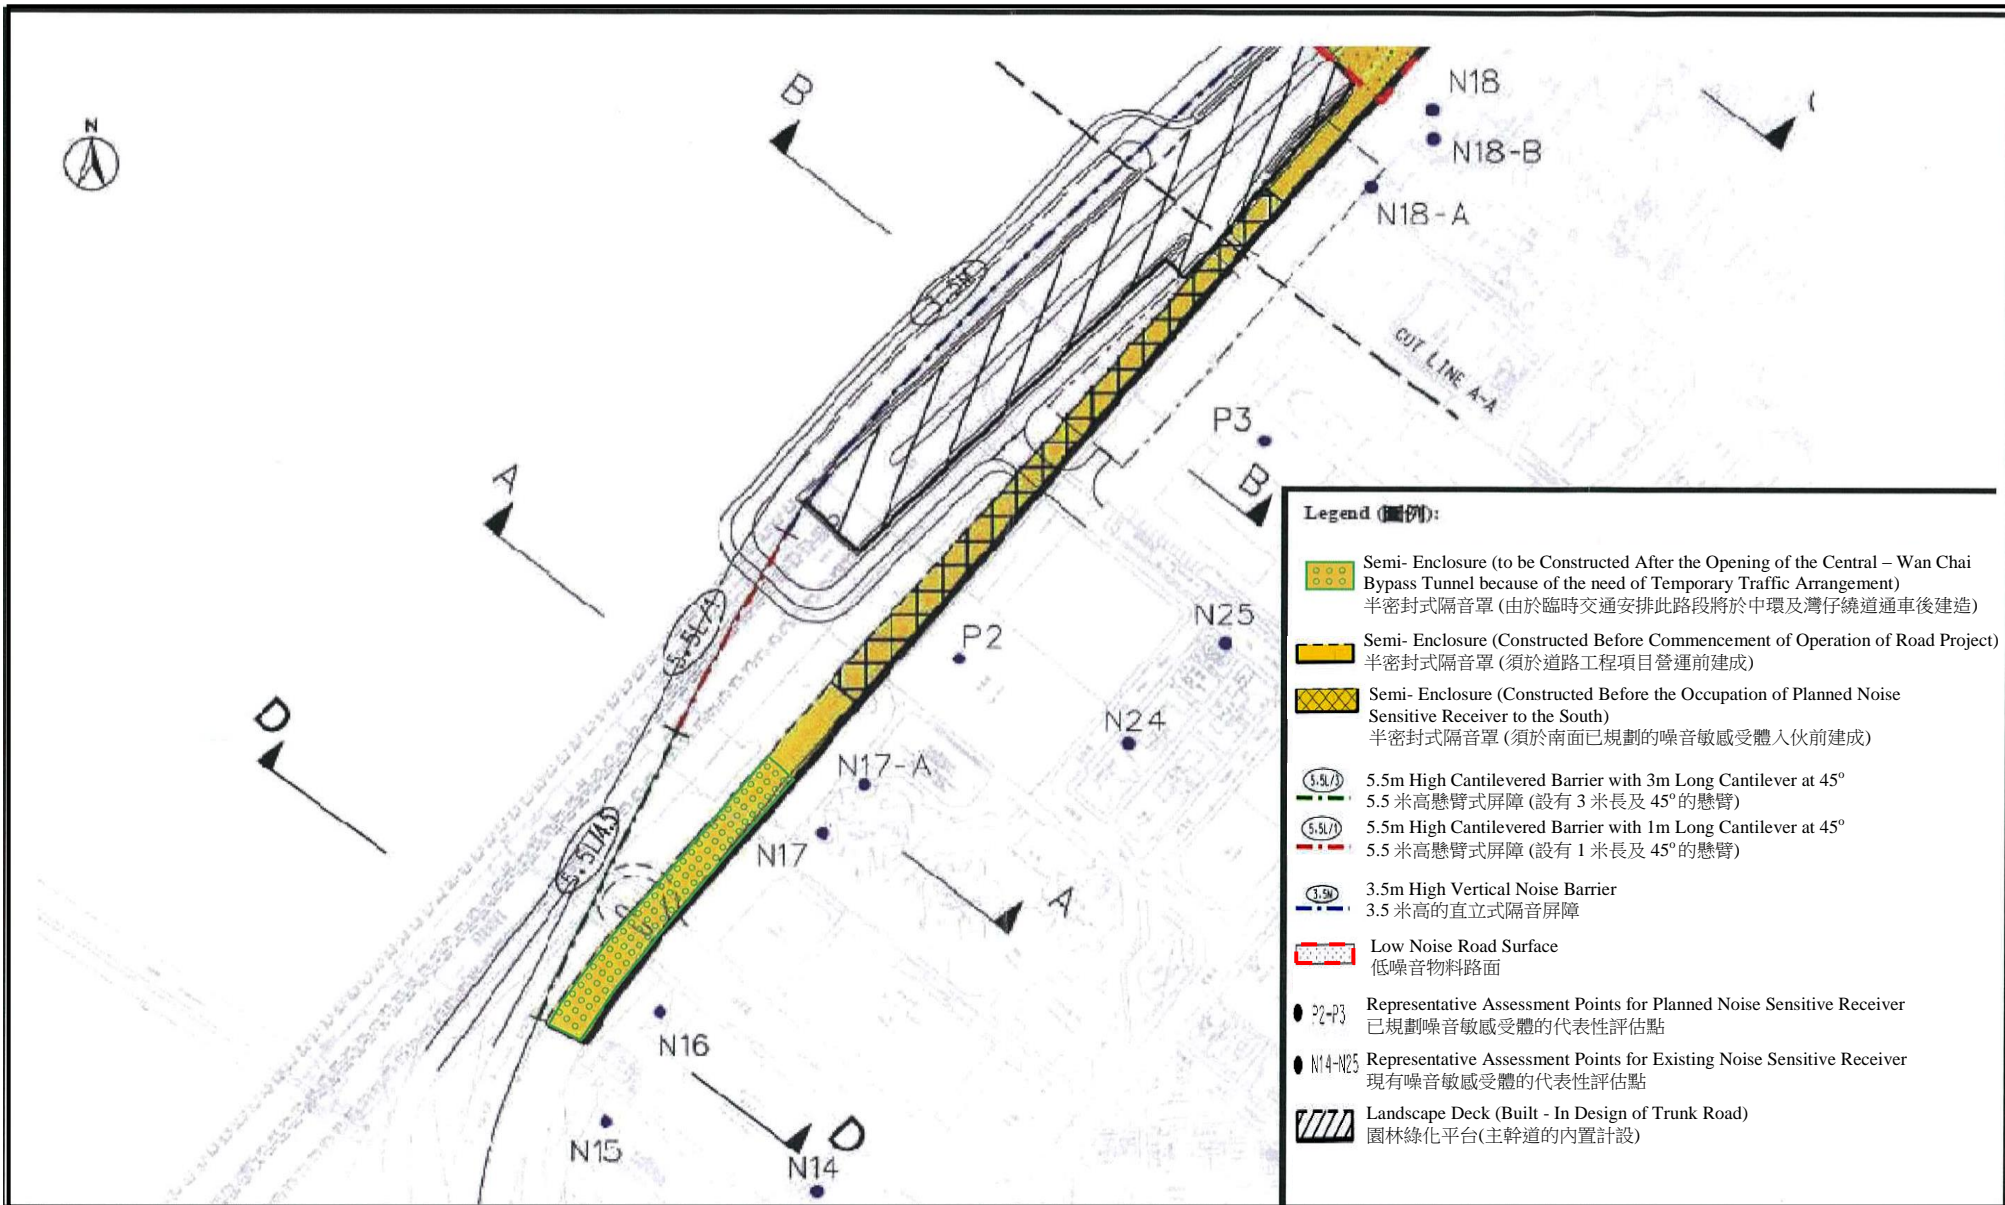 N
B
N18
N18-B
N18-A
3.5M
CUT LINE A-A
P3
B
A
5.5L/1
P2
N25
N24
D
N17-A
N17
5.5L/4.5
A
N16
N15
D
N14
Legend (圖例):
Semi- Enclosure (to be Constructed After the Opening of the Central – Wan Chai
Bypass Tunnel because of the need of Temporary Traffic Arrangement)
半密封式隔音罩 (由於臨時交通安排此路段將於中環及灣仔繞道通車後建造)
Semi- Enclosure (Constructed Before Commencement of Operation of Road Project)
半密封式隔音罩 (須於道路工程項目營運前建成)
Semi- Enclosure (Constructed Before the Occupation of Planned Noise
Sensitive Receiver to the South)
半密封式隔音罩 (須於南面已規劃的噪音敏感受體入伙前建成)
5.5L/3
5.5m High Cantilevered Barrier with 3m Long Cantilever at 45°
5.5 米高懸臂式屏障 (設有 3 米長及 45° 的懸臂)
5.5L/1
5.5m High Cantilevered Barrier with 1m Long Cantilever at 45°
5.5 米高懸臂式屏障 (設有 1 米長及 45° 的懸臂)
3.5M
3.5m High Vertical Noise Barrier
3.5 米高的直立式隔音屏障
Low Noise Road Surface
低噪音物料路面
P2-P3
Representative Assessment Points for Planned Noise Sensitive Receiver
已規劃噪音敏感受體的代表性評估點
N14-N25
Representative Assessment Points for Existing Noise Sensitive Receiver
現有噪音敏感受體的代表性評估點
Landscape Deck (Built - In Design of Trunk Road)
園林綠化平台(主幹道的內置計設)